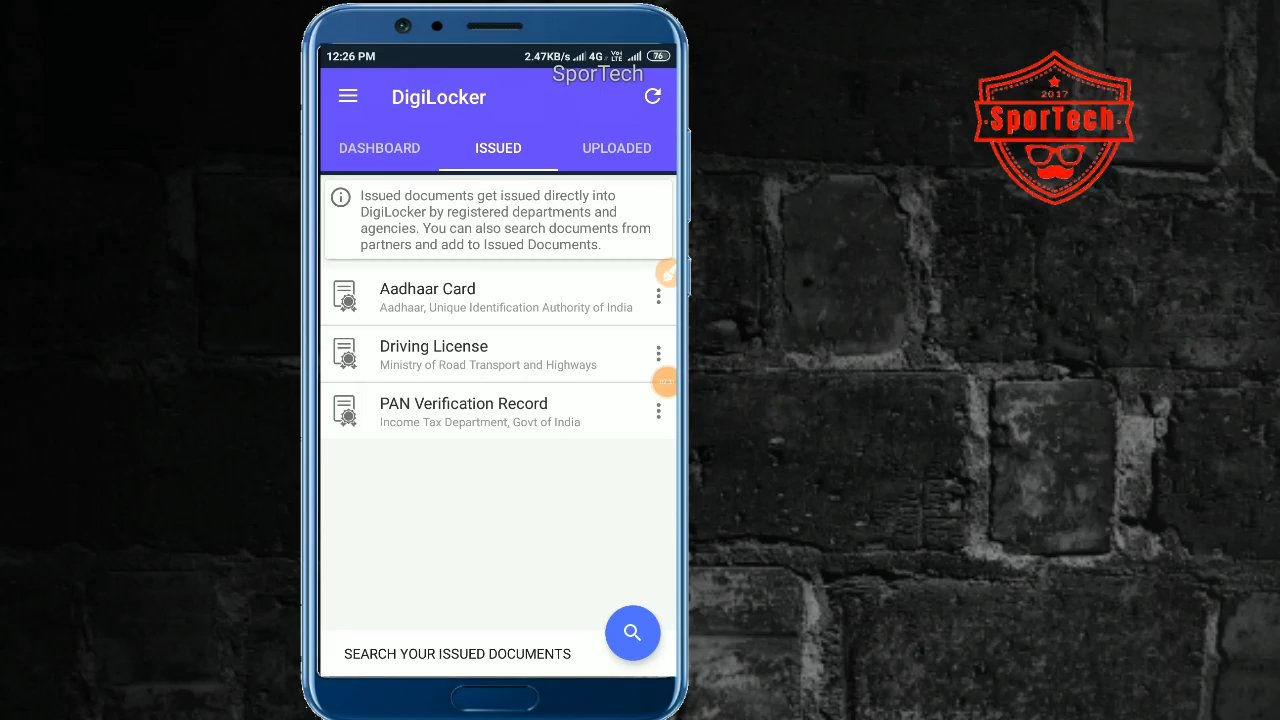 12:26 PM
2.47KB/s 4G Vo LTE 76
SporTech
DigiLocker
DASHBOARD ISSUED UPLOADED
Issued documents get issued directly into
DigiLocker by registered departments and
agencies. You can also search documents from
partners and add to Issued Documents.
Aadhaar Card
Aadhaar, Unique Identification Authority of India
Driving License
Ministry of Road Transport and Highways
PAN Verification Record
Income Tax Department, Govt of India
SEARCH YOUR ISSUED DOCUMENTS
2017
SporTech